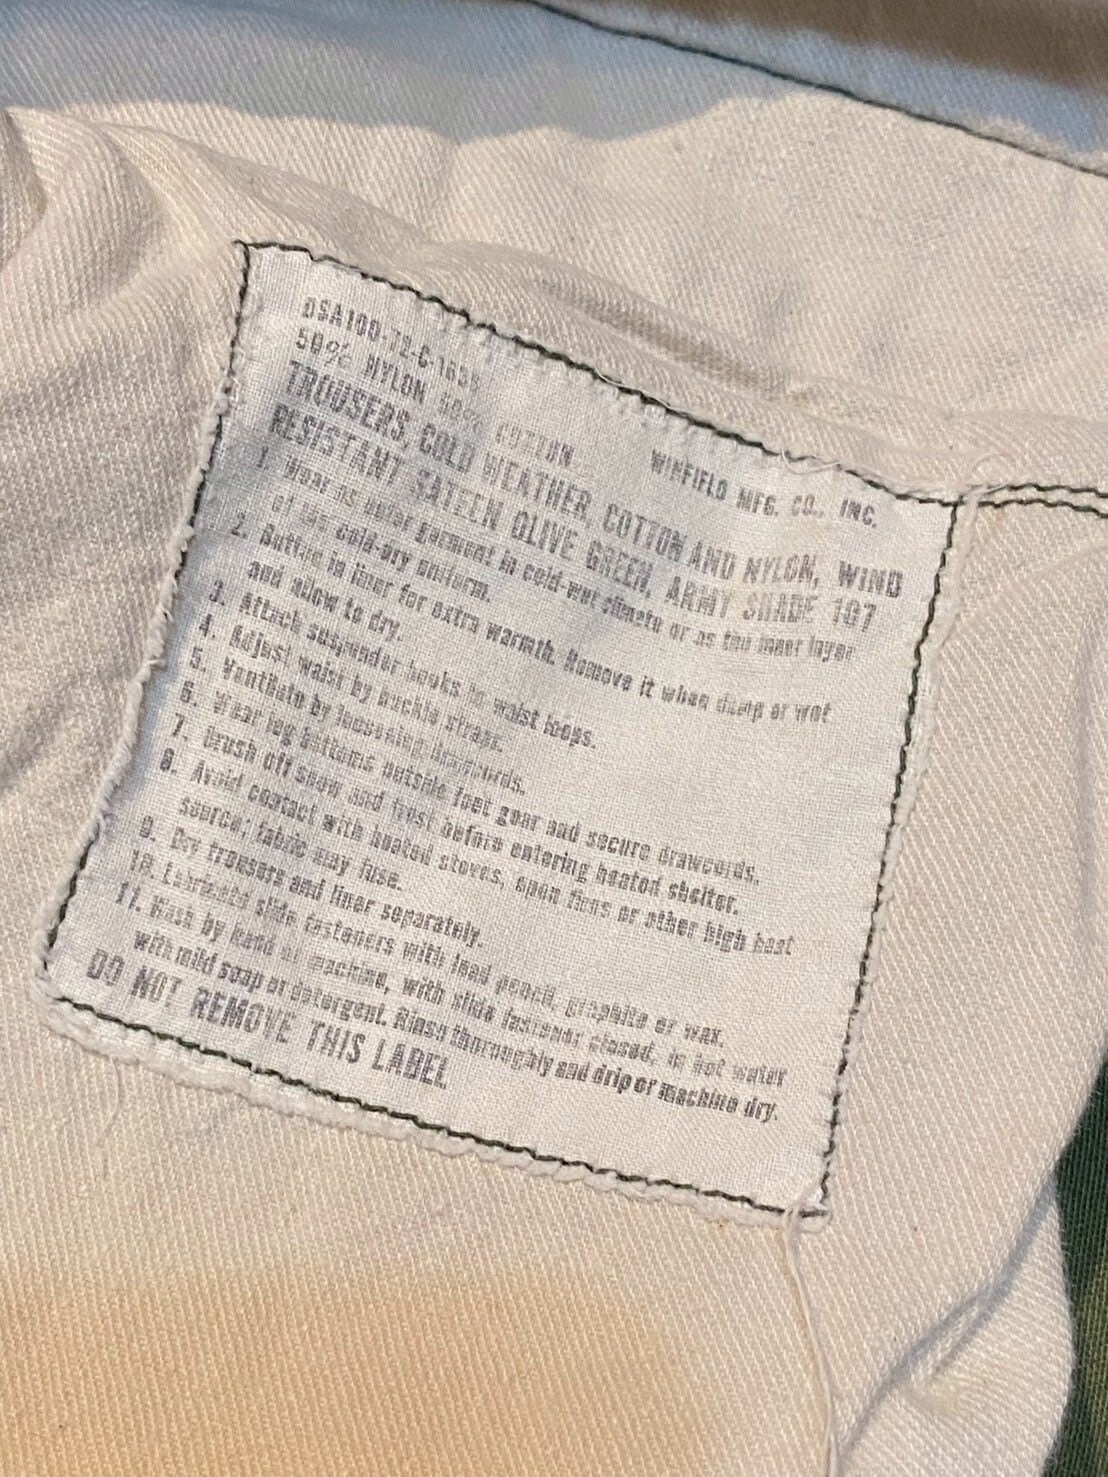 50% NYLON 50% COTTON
WINFIELD MFG. CO., INC.
TROUSERS, COLD WEATHER, COTTON AND NYLON, WIND
RESISTANT SATEEN OLIVE GREEN, ARMY SHADE 107
1. Wear as outer garment in cold-wet climate or as the inner layer
of the cold-dry uniform.
2. Button in liner for extra warmth. Remove it when damp or wet
and allow to dry.
3. Attach suspender hooks to waist loops.
4. Adjust waist by buckle straps.
5. Ventilate by loosening drawcords.
6. Wear leg bottoms outside foot gear and secure drawcords.
7. Brush off snow and frost before entering heated shelter.
8. Avoid contact with heated stoves, open fires or other high heat
source; fabric may fuse.
9. Dry trousers and liner separately.
10. Lubricate slide fasteners with lead pencil, graphite or wax.
11. Wash by hand or machine, with slide fastener closed, in hot water
with mild soap or detergent. Rinse thoroughly and drip or machine dry.
DO NOT REMOVE THIS LABEL